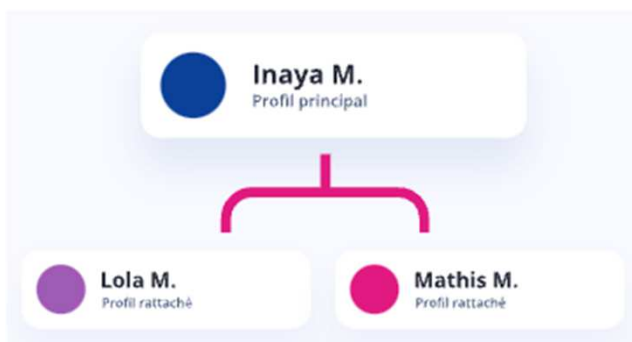 Inaya M.
Profil principal
Lola M.
Profil rattaché
Mathis M.
Profil rattaché